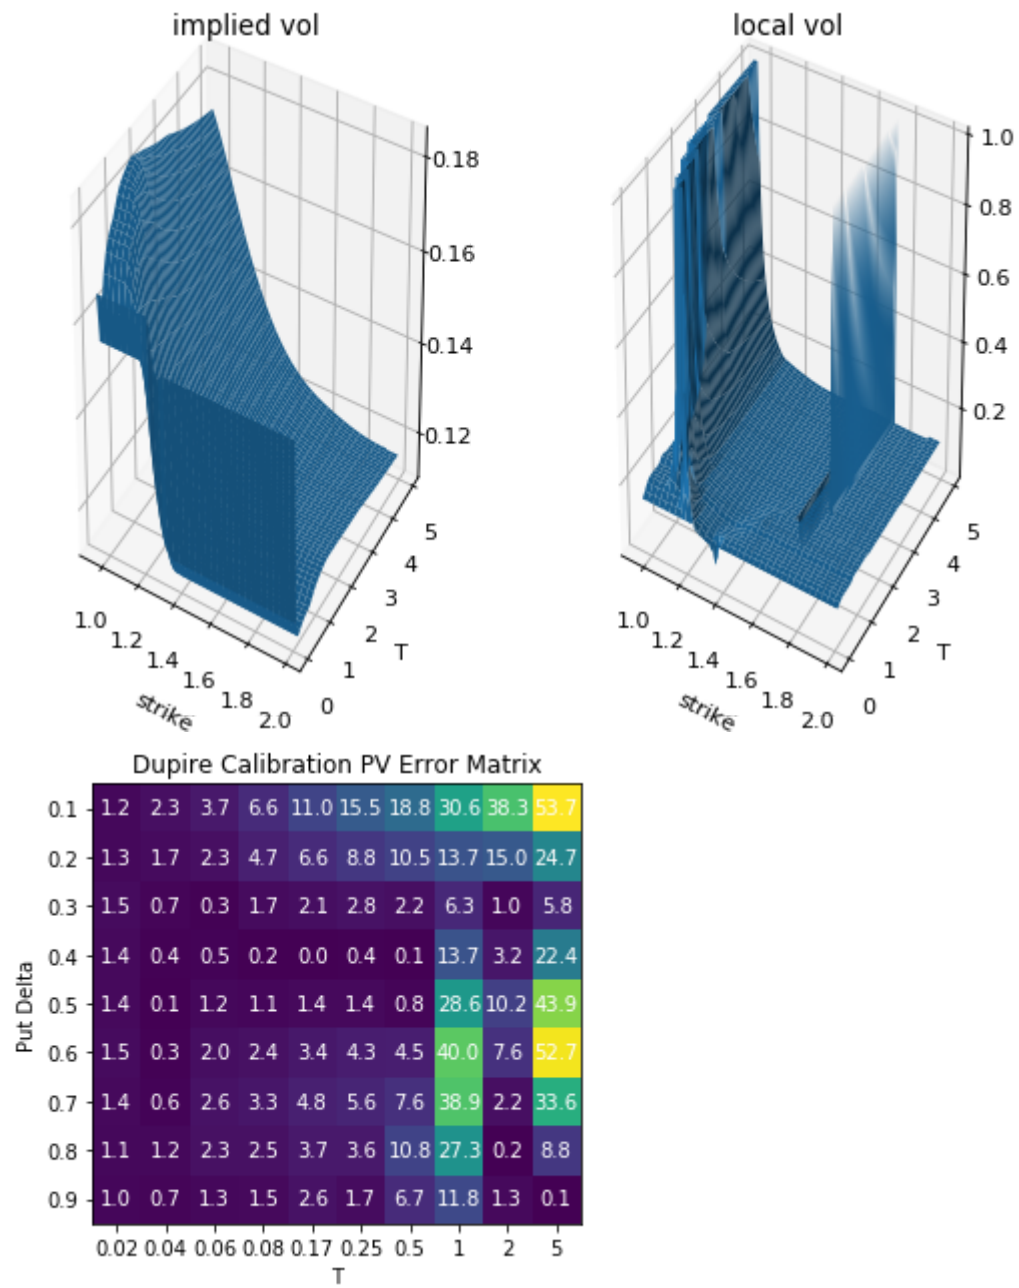 implied vol
0.18
0.16
0.14
0.12
1.0
1.2
1.4
1.6
1.8
2.0
strike
0
1
2
3
4
5
T
local vol
1.0
0.8
0.6
0.4
0.2
1.0
1.2
1.4
1.6
1.8
2.0
strike
0
1
2
3
4
5
T
Dupire Calibration PV Error Matrix
Put Delta
0.1 1.2 2.3 3.7 6.6 11.0 15.5 18.8 30.6 38.3 53.7
0.2 1.3 1.7 2.3 4.7 6.6 8.8 10.5 13.7 15.0 24.7
0.3 1.5 0.7 0.3 1.7 2.1 2.8 2.2 6.3 1.0 5.8
0.4 1.4 0.4 0.5 0.2 0.0 0.4 0.1 13.7 3.2 22.4
0.5 1.4 0.1 1.2 1.1 1.4 1.4 0.8 28.6 10.2 43.9
0.6 1.5 0.3 2.0 2.4 3.4 4.3 4.5 40.0 7.6 52.7
0.7 1.4 0.6 2.6 3.3 4.8 5.6 7.6 38.9 2.2 33.6
0.8 1.1 1.2 2.3 2.5 3.7 3.6 10.8 27.3 0.2 8.8
0.9 1.0 0.7 1.3 1.5 2.6 1.7 6.7 11.8 1.3 0.1
0.02 0.04 0.06 0.08 0.17 0.25 0.5 1 2 5
T